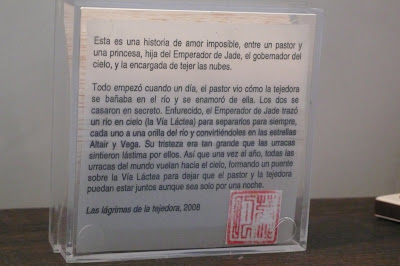 Esta es una historia de amor imposible, entre un pastor y
una princesa, hija del Emperador de Jade, el gobernador del
cielo, y la encargada de tejer las nubes.
Todo empezó cuando un día, el pastor vio cómo la tejedora
se bañaba en el río y se enamoró de ella. Los dos se
casaron en secreto. Enfurecido, el Emperador de Jade trazó
un río en cielo (la Vía Láctea) para separarlos para siempre,
cada uno a una orilla del río y convirtiéndolos en las estrellas
Altair y Vega. Su tristeza era tan grande que las urracas
sintieron lástima por ellos. Así que una vez al año, todas las
urracas del mundo vuelan hacia el cielo, formando un puente
sobre la Vía Láctea para dejar que el pastor y la tejedora
puedan estar juntos aunque sea solo por una noche.
Las lágrimas de la tejedora, 2008